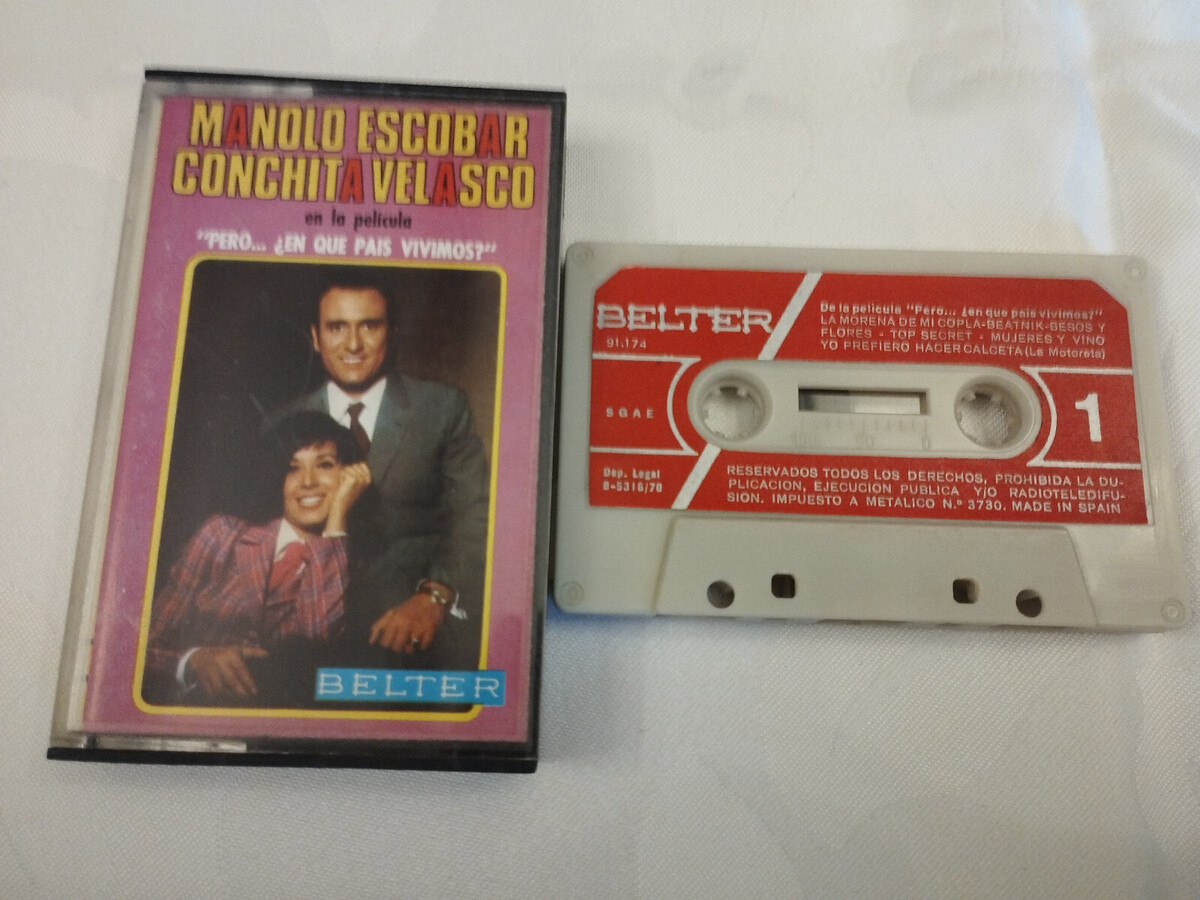 MANOLO ESCOBAR
CONCHITA VELASCO
en la película
"PERO... ¿EN QUE PAIS VIVIMOS?"
BELTER
BELTER
91.174
De la película "Pero... ¿en que pais vivimos?"
LA MORENA DE MI COPLA-BEATNIK-BESOS Y
FLORES - TOP SECRET - MUJERES Y VINO
YO PREFIERO HACER CALCETA (La Motoreta)
SGAE
1
Dep. Legal
B-5316/70
RESERVADOS TODOS LOS DERECHOS, PROHIBIDA LA DU-
PLICACION, EJECUCION PUBLICA Y/O RADIOTELEDIFU-
SION. IMPUESTO A METALICO N.º 3730. MADE IN SPAIN